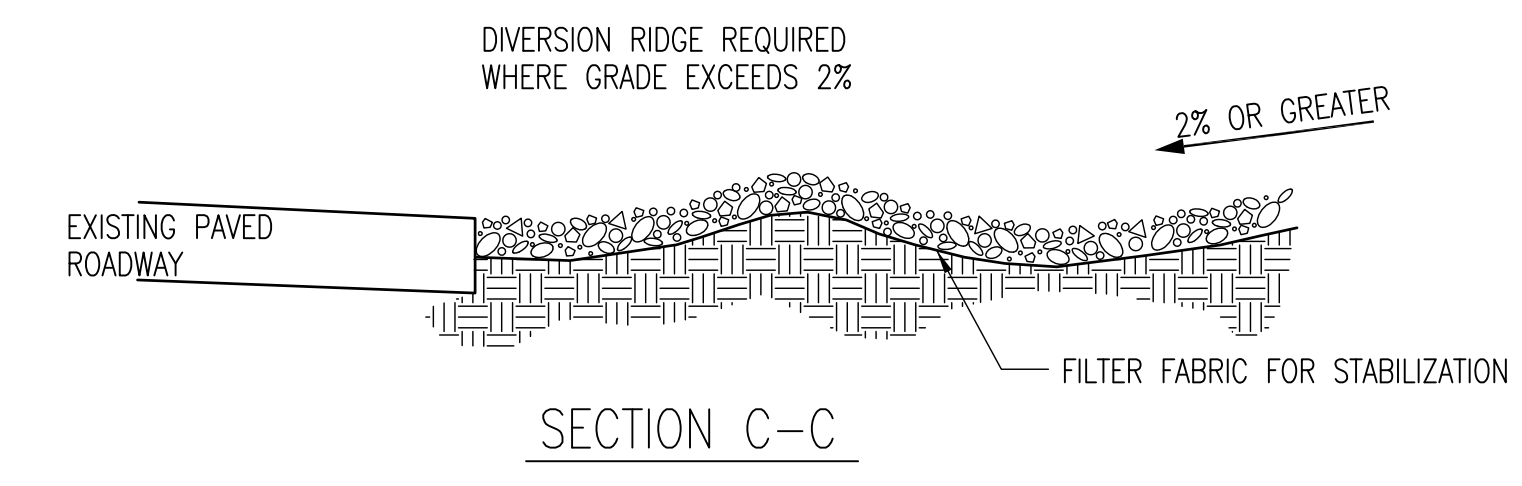 DIVERSION RIDGE REQUIRED
WHERE GRADE EXCEEDS 2%
2% OR GREATER
EXISTING PAVED
ROADWAY
FILTER FABRIC FOR STABILIZATION
SECTION C-C